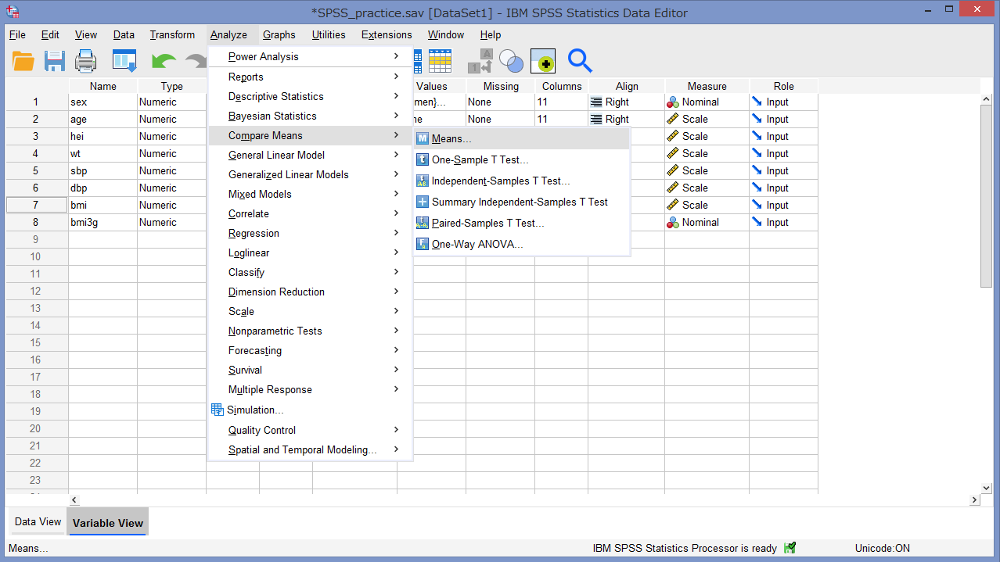 *SPSS_practice.sav [DataSet1] - IBM SPSS Statistics Data Editor
File Edit View Data Transform Analyze Graphs Utilities Extensions Window Help
Name Type Values Missing Columns Align Measure Role
1 sex Numeric men}... None 11 Right Nominal Input
2 age Numeric ne None 11 Right Scale Input
3 hei Numeric Scale Input
4 wt Numeric Scale Input
5 sbp Numeric Scale Input
6 dbp Numeric Scale Input
7 bmi Numeric Scale Input
8 bmi3g Numeric Nominal Input
9
10
11
12
13
14
15
16
17
18
19
20
21
22
23
Power Analysis
Reports
Descriptive Statistics
Bayesian Statistics
Compare Means
General Linear Model
Generalized Linear Models
Mixed Models
Correlate
Regression
Loglinear
Classify
Dimension Reduction
Scale
Nonparametric Tests
Forecasting
Survival
Multiple Response
Simulation...
Quality Control
Spatial and Temporal Modeling...
Means...
One-Sample T Test...
Independent-Samples T Test...
Summary Independent-Samples T Test
Paired-Samples T Test...
One-Way ANOVA...
Data View Variable View
Means... IBM SPSS Statistics Processor is ready Unicode:ON